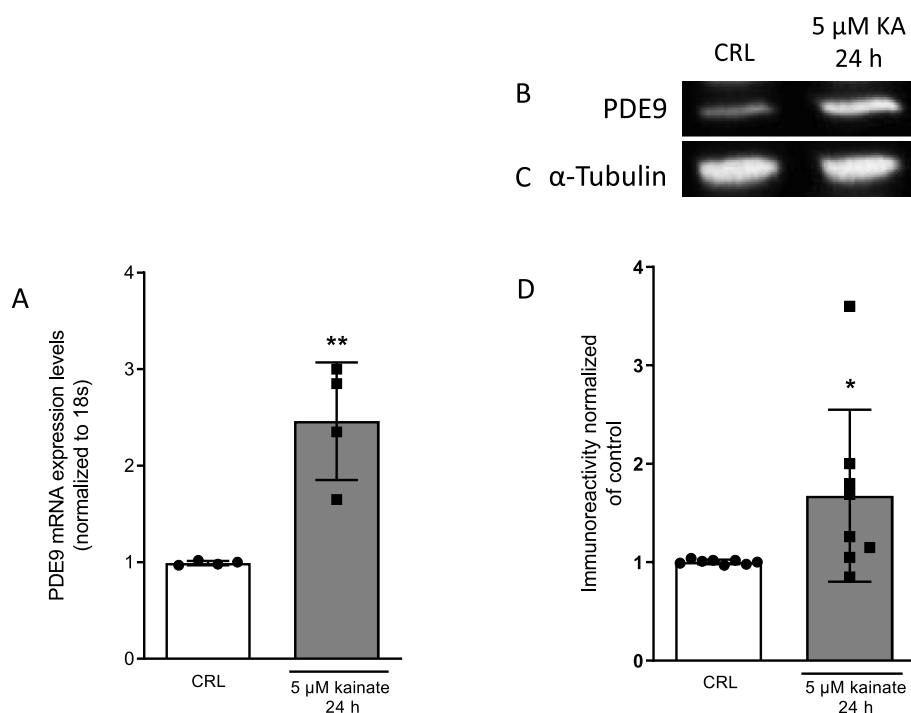 CRL
5 µM KA
24 h
B
PDE9
C
α-Tubulin
A
PDE9 mRNA expression levels
(normalized to 18s)
4
3
2
1
0
**
CRL
5 µM kainate
24 h
D
Immunoreactivity normalized
of control
4
3
2
1
0
*
CRL
5 µM kainate
24 h